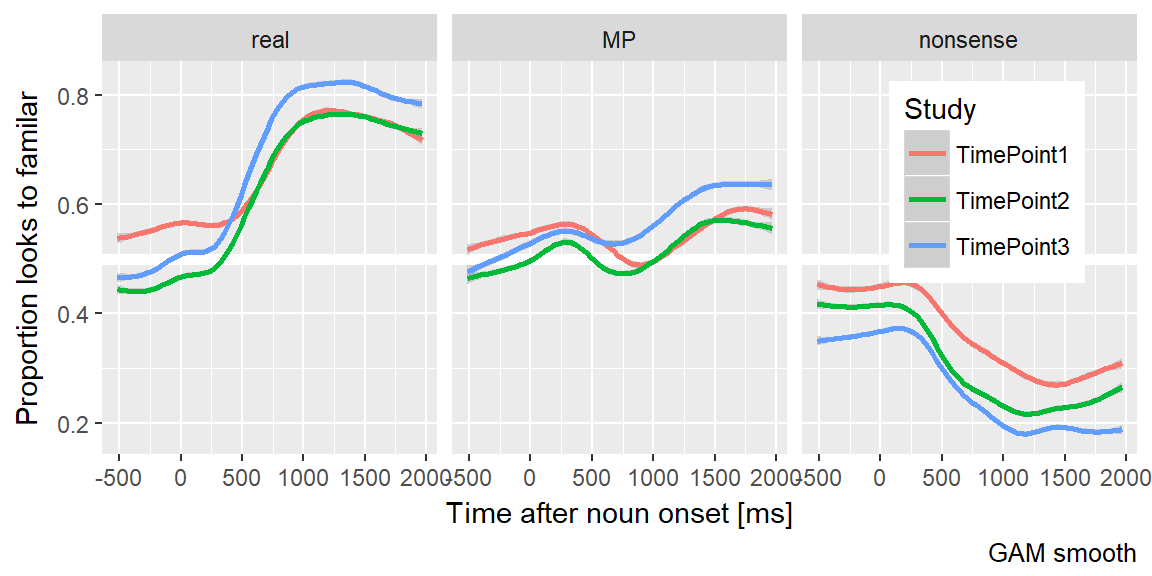 real MP nonsense
Proportion looks to familar
0.8
0.6
0.4
0.2
Study
TimePoint1
TimePoint2
TimePoint3
-500 0 500 1000 1500 2000 -500 0 500 1000 1500 2000 -500 0 500 1000 1500 2000
Time after noun onset [ms]
GAM smooth